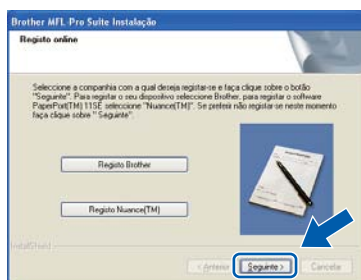 Brother MFL-Pro Suite Instalação
Registo online
Seleccione a companhia com a qual deseja registar-se e faça clique sobre o botão
"Seguinte". Para registar o seu dispositivo seleccione Brother, para registar o software
PaperPort(TM) 11SE seleccione "Nuance(TM)". Se preferir não registar-se neste momento
faça clique sobre " Seguinte".
Registo Brother
Registo Nuance(TM)
InstallShield
< Anterior
Seguinte >
Cancelar